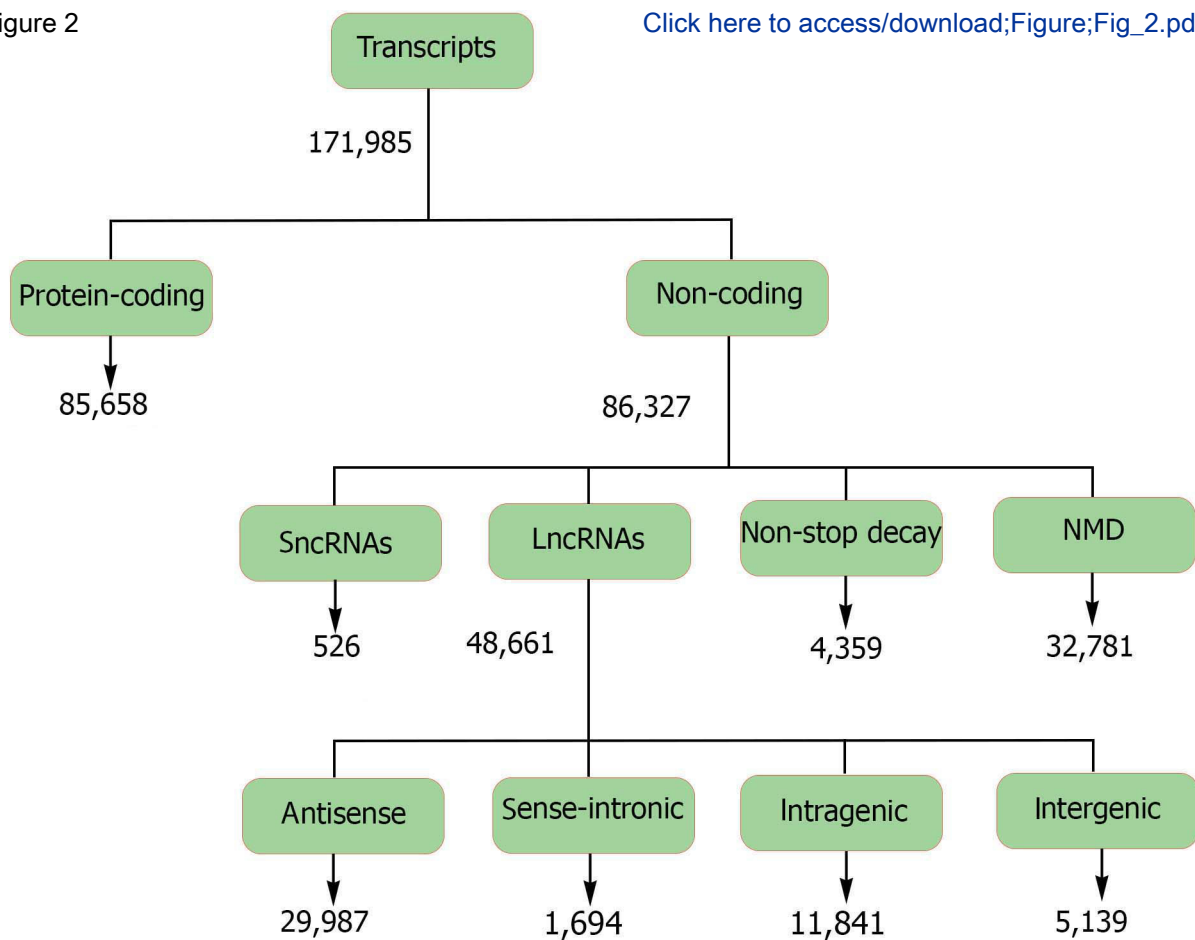 igure 2
Click here to access/download;Figure;Fig_2.pd
Transcripts
171,985
Protein-coding
Non-coding
85,658
86,327
SncRNAs
LncRNAs
Non-stop decay
NMD
526
48,661
4,359
32,781
Antisense
Sense-intronic
Intragenic
Intergenic
29,987
1,694
11,841
5,139